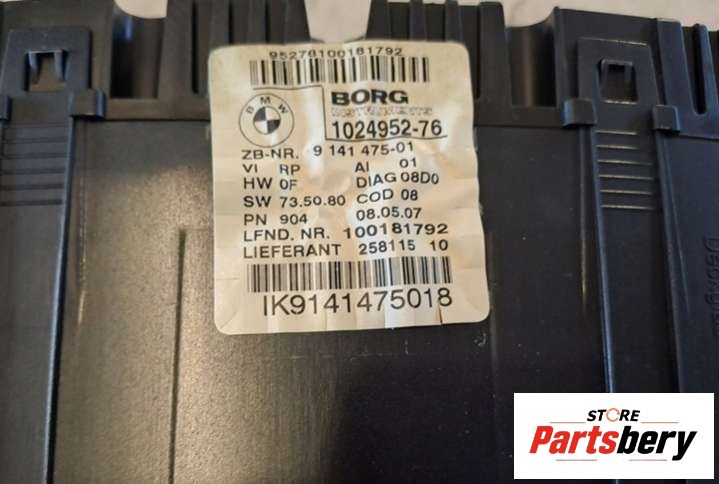 95278100181792
BMW
BORG
INSTRUMENTS
1024952-76
ZB-NR. 9 141 475-01
VI RP AI 01
HW 0F DIAG 08D0
SW 73.50.80 COD 08
PN 904 08.05.07
LFND. NR. 100181792
LIEFERANT 258115 10
IK9141475018
STORE
Partsbery